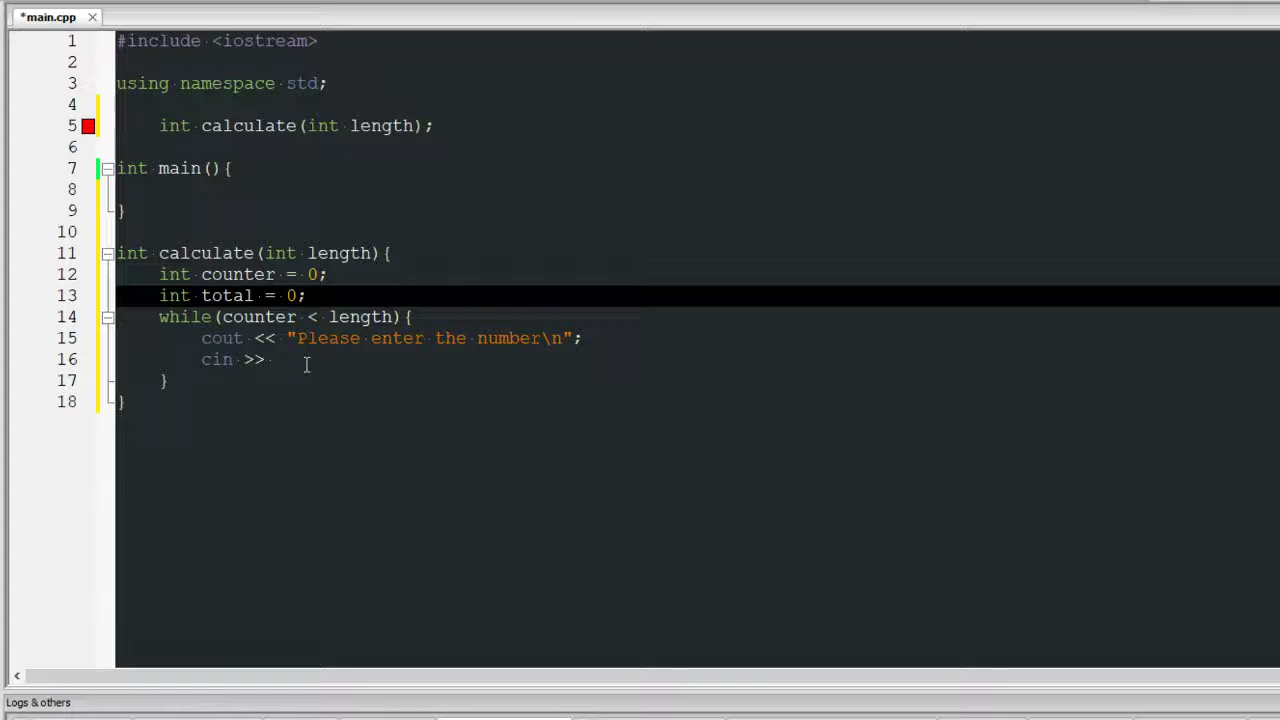 *main.cpp
1 #include <iostream>
2
3 using namespace std;
4
5 int calculate(int length);
6
7 int main(){
8
9 }
10
11 int calculate(int length){
12 int counter = 0;
13 int total = 0;
14 while(counter < length){
15 cout << "Please enter the number\n";
16 cin >>
17 }
18 }
Logs & others